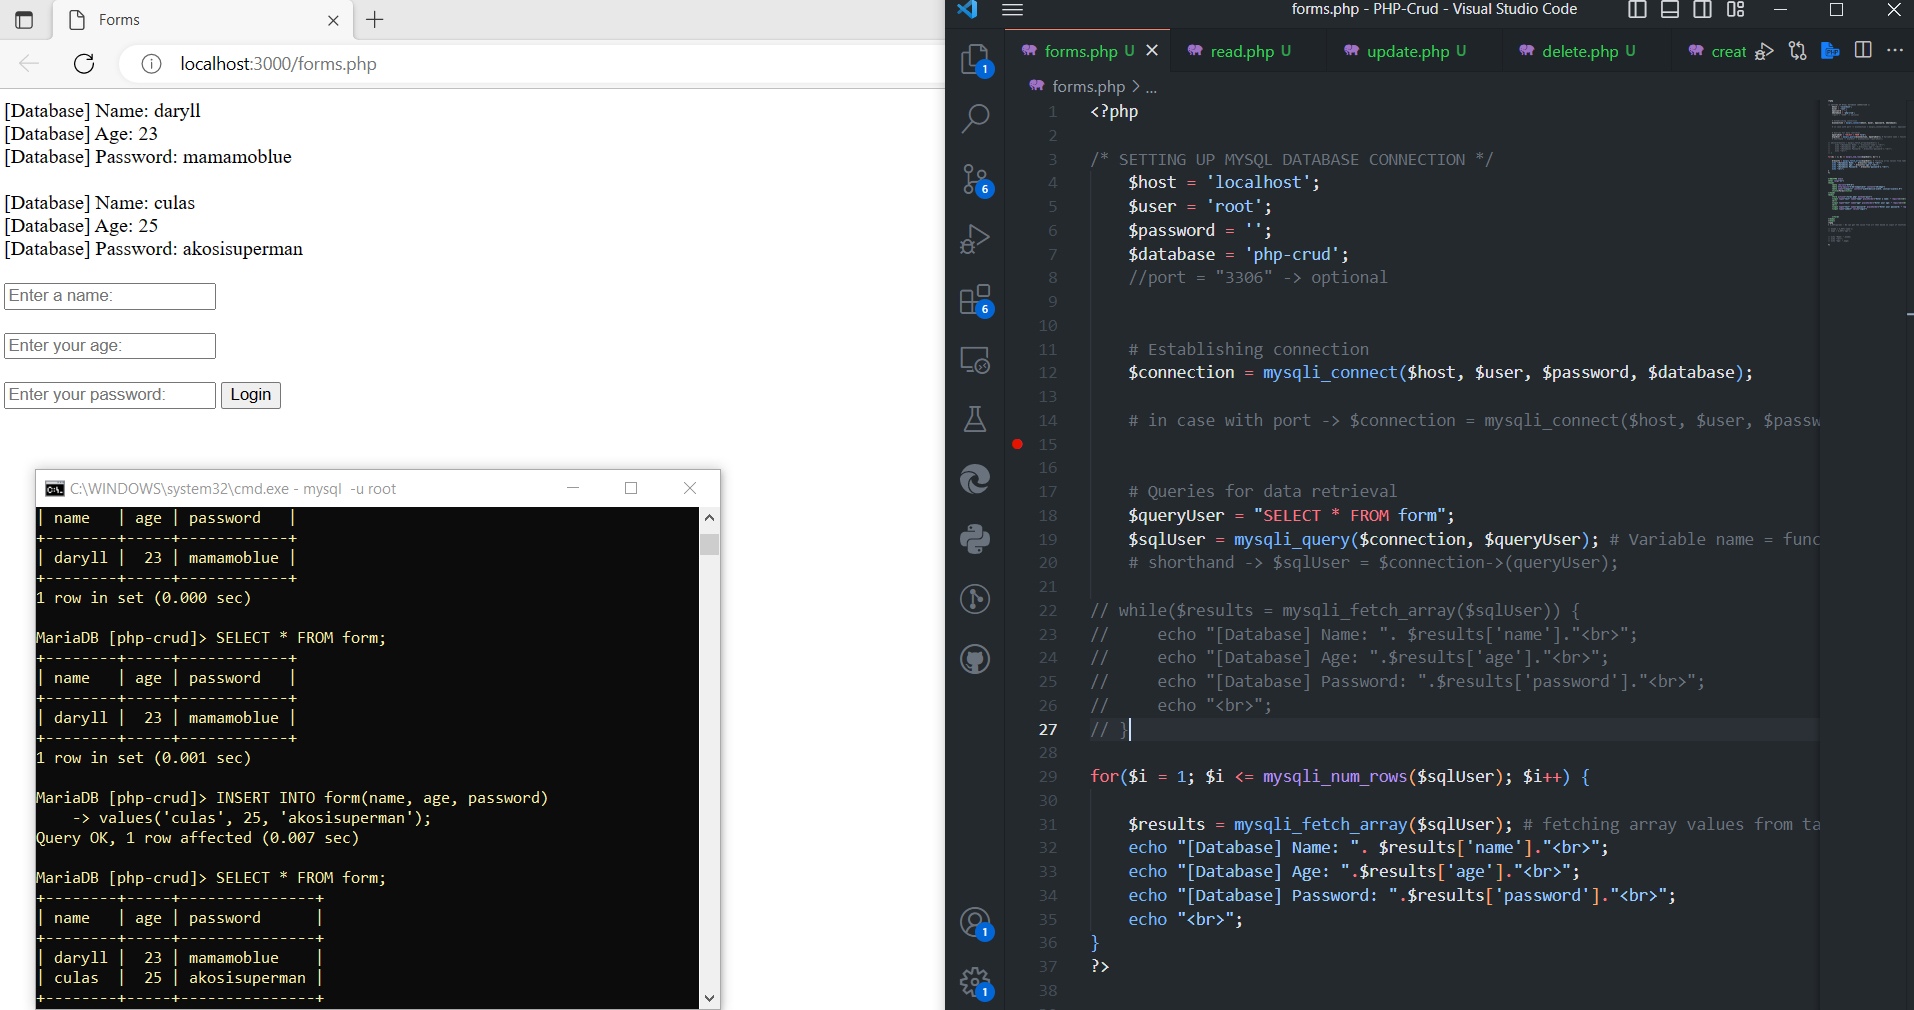 Forms
localhost:3000/forms.php
[Database] Name: daryll
[Database] Age: 23
[Database] Password: mamamoblue
[Database] Name: culas
[Database] Age: 25
[Database] Password: akosisuperman
Enter a name:
Enter your age:
Enter your password:
Login
C:\WINDOWS\system32\cmd.exe - mysql  -u root
| name   | age | password   |
+--------+-----+------------+
| daryll |  23 | mamamoblue |
+--------+-----+------------+
1 row in set (0.000 sec)
MariaDB [php-crud]> SELECT * FROM form;
+--------+-----+------------+
| name   | age | password   |
+--------+-----+------------+
| daryll |  23 | mamamoblue |
+--------+-----+------------+
1 row in set (0.001 sec)
MariaDB [php-crud]> INSERT INTO form(name, age, password)
    -> values('culas', 25, 'akosisuperman');
Query OK, 1 row affected (0.007 sec)
MariaDB [php-crud]> SELECT * FROM form;
+--------+-----+---------------+
| name   | age | password      |
+--------+-----+---------------+
| daryll |  23 | mamamoblue    |
| culas  |  25 | akosisuperman |
+--------+-----+---------------+
forms.php - PHP-Crud - Visual Studio Code
forms.php U
read.php U
update.php U
delete.php U
creat
forms.php > ...
1
6
6
1
1
1 <?php
2
3 /* SETTING UP MYSQL DATABASE CONNECTION */
4     $host = 'localhost';
5     $user = 'root';
6     $password = '';
7     $database = 'php-crud';
8     //port = "3306" -> optional
9
10
11     # Establishing connection
12     $connection = mysqli_connect($host, $user, $password, $database);
13
14     # in case with port -> $connection = mysqli_connect($host, $user, $passw
15
16
17     # Queries for data retrieval
18     $queryUser = "SELECT * FROM form";
19     $sqlUser = mysqli_query($connection, $queryUser); # Variable name = func
20     # shorthand -> $sqlUser = $connection->(queryUser);
21
22 // while($results = mysqli_fetch_array($sqlUser)) {
23 //     echo "[Database] Name: ". $results['name']."<br>";
24 //     echo "[Database] Age: ".$results['age']."<br>";
25 //     echo "[Database] Password: ".$results['password']."<br>";
26 //     echo "<br>";
27 // }
28
29 for($i = 1; $i <= mysqli_num_rows($sqlUser); $i++) {
30
31     $results = mysqli_fetch_array($sqlUser); # fetching array values from ta
32     echo "[Database] Name: ". $results['name']."<br>";
33     echo "[Database] Age: ".$results['age']."<br>";
34     echo "[Database] Password: ".$results['password']."<br>";
35     echo "<br>";
36 }
37 ?>
38